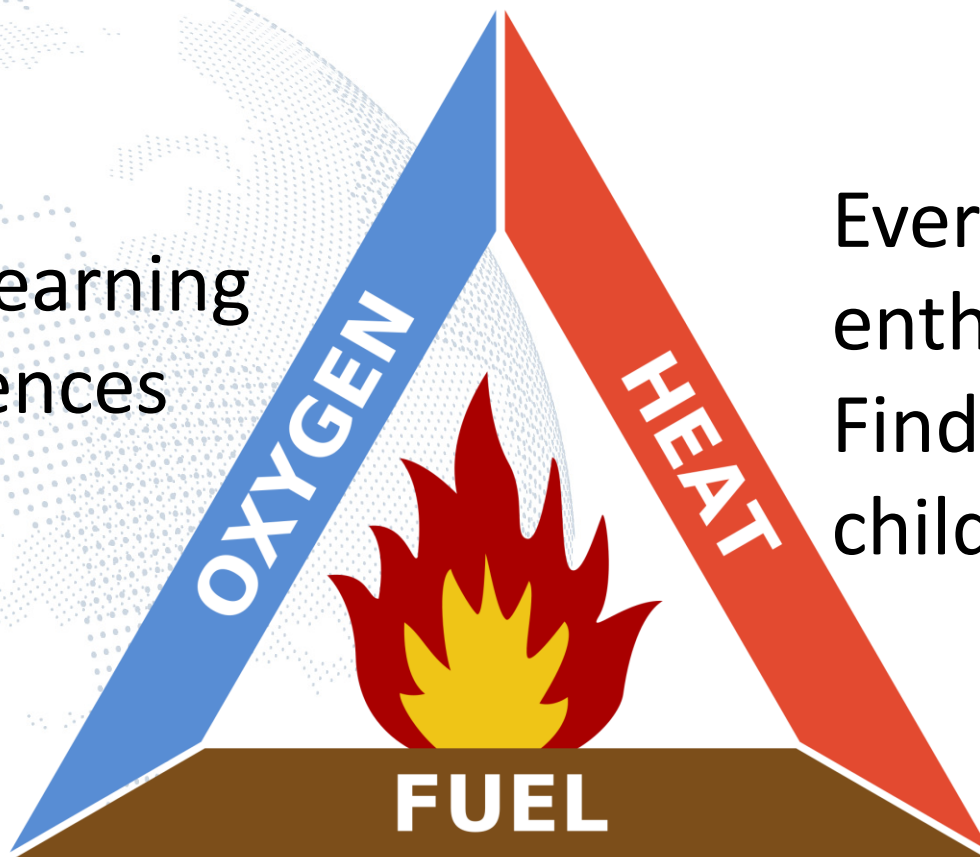 earning
ences
OXYGEN
HEAT
Ever
enth
Find
child
FUEL